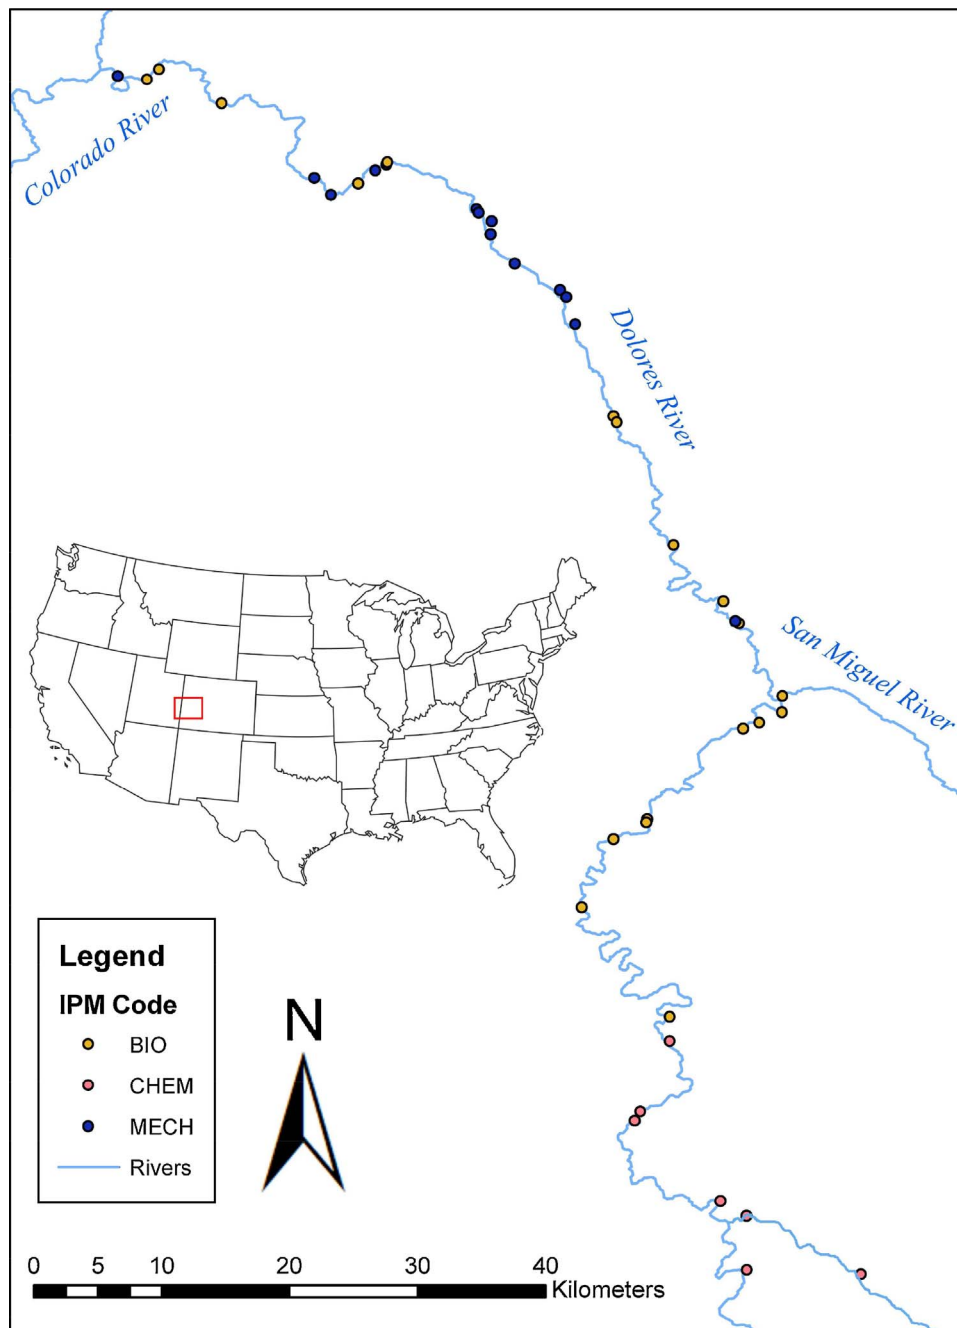 Colorado River
Dolores River
San Miguel River
Legend
IPM Code
BIO
CHEM
MECH
Rivers
N
0 10 20 30 40
Kilometers